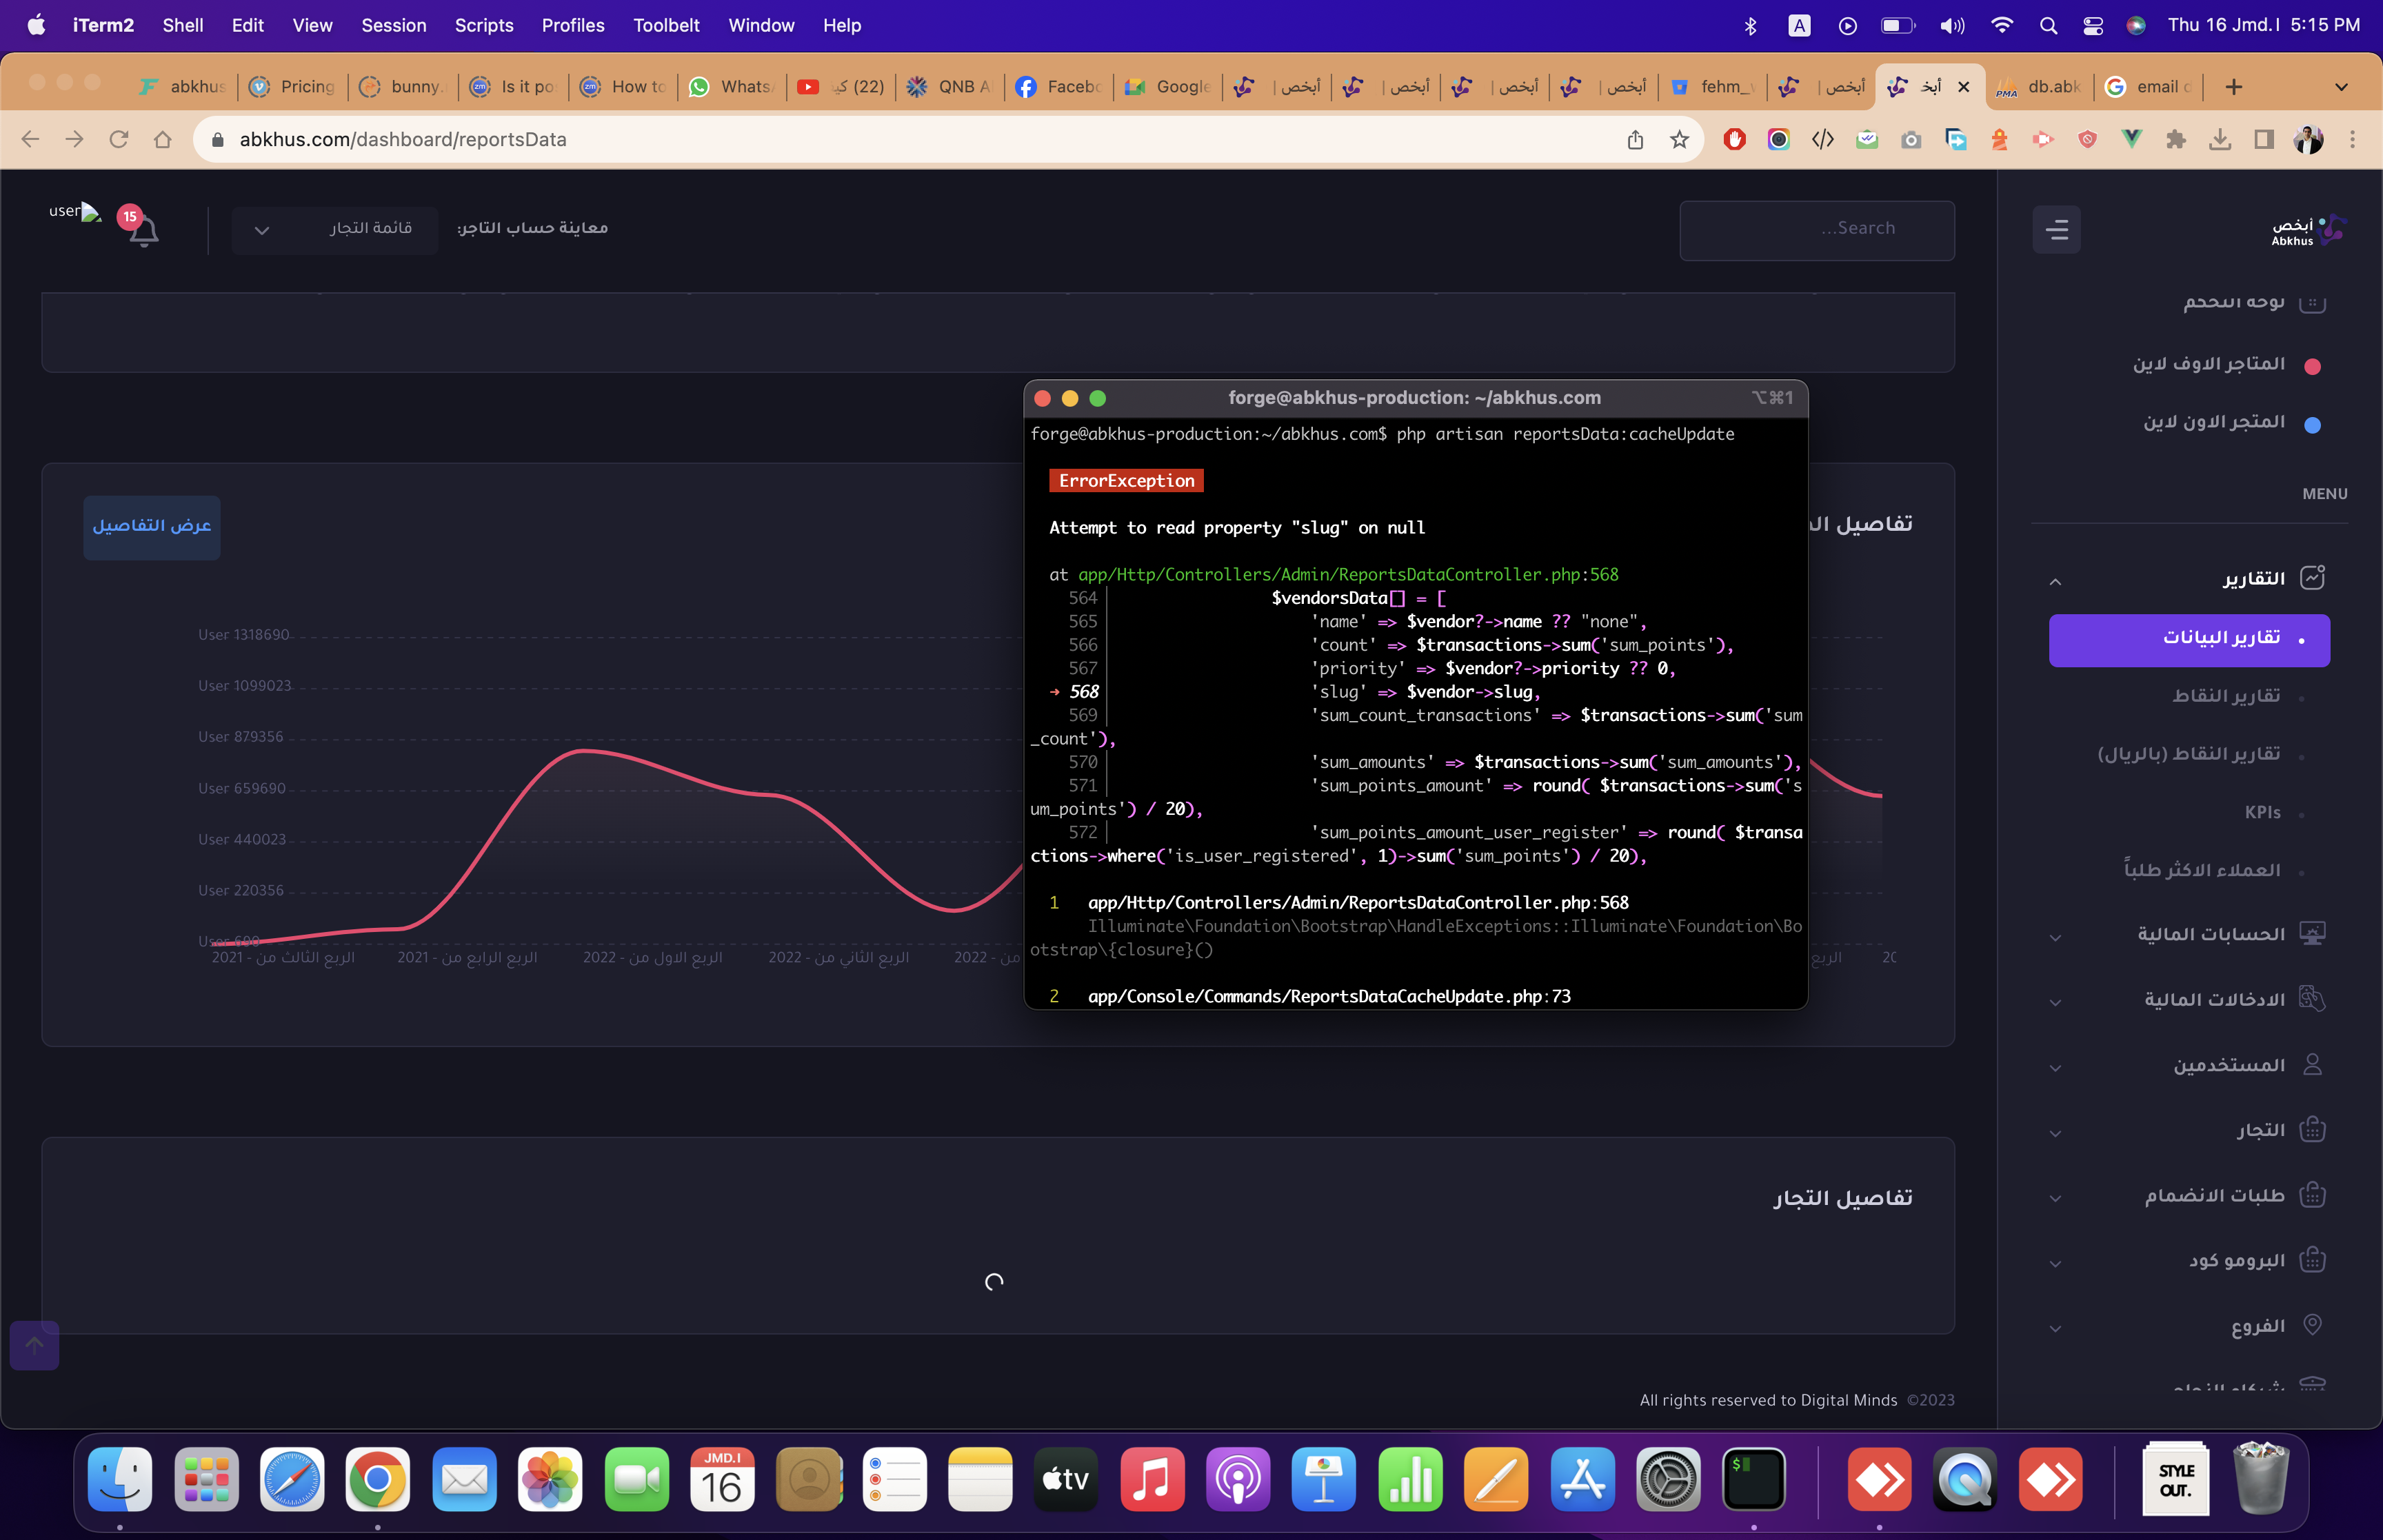 iTerm2 Shell Edit View Session Scripts Profiles Toolbelt Window Help
A
Thu 16 Jmd.I 5:15 PM
abkhus
Pricing
bunny.
Is it po
How to
Whats
(22)
QNB A
Facebo
Google
أبخص |
أبخص |
أبخص |
أبخص |
fehm_
أبخص |
أبخ
db.abk
email
abkhus.com/dashboard/reportsData
user
15
قائمة التجار
معاينة حساب التاجر:
Search...
أبخص
Abkhus
لوحة التحكم
المتاجر الاوف لاين
المتجر الاون لاين
MENU
التقارير
تقارير البيانات
تقارير النقاط
تقارير النقاط (بالريال)
KPIs
العملاء الاكثر طلباً
الحسابات المالية
الادخالات المالية
المستخدمين
التجار
طلبات الانضمام
البرومو كود
الفروع
عرض التفاصيل
تفاصيل
User 1318690
User 1099023
User 879356
User 659690
User 440023
User 220356
User 690
الربع الثالث من - 2021
الربع الرابع من - 2021
الربع الاول من - 2022
الربع الثاني من - 2022
من - 2022
الربع
20
forge@abkhus-production: ~/abkhus.com
⌥⌘1
forge@abkhus-production:~/abkhus.com$ php artisan reportsData:cacheUpdate
ErrorException
Attempt to read property "slug" on null
at app/Http/Controllers/Admin/ReportsDataController.php:568
564| $vendorsData[] = [
565| 'name' => $vendor?->name ?? "none",
566| 'count' => $transactions->sum('sum_points'),
567| 'priority' => $vendor?->priority ?? 0,
➜ 568| 'slug' => $vendor->slug,
569| 'sum_count_transactions' => $transactions->sum('sum
_count'),
570| 'sum_amounts' => $transactions->sum('sum_amounts'),
571| 'sum_points_amount' => round( $transactions->sum('s
um_points') / 20),
572| 'sum_points_amount_user_register' => round( $transa
ctions->where('is_user_registered', 1)->sum('sum_points') / 20),
1 app/Http/Controllers/Admin/ReportsDataController.php:568
Illuminate\Foundation\Bootstrap\HandleExceptions::Illuminate\Foundation\Bo
otstrap\{closure}()
2 app/Console/Commands/ReportsDataCacheUpdate.php:73
تفاصيل التجار
All rights reserved to Digital Minds ©2023
JMD.I
16
tv
$
STYLE
OUT.